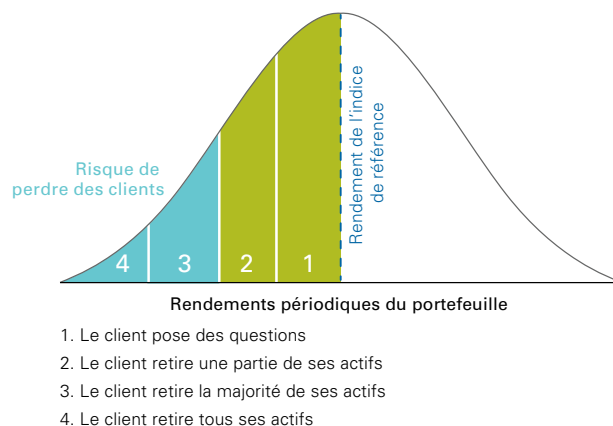 Rendement de l'indice
de référence
Risque de
perdre des clients
4 3 2 1
Rendements périodiques du portefeuille
1. Le client pose des questions
2. Le client retire une partie de ses actifs
3. Le client retire la majorité de ses actifs
4. Le client retire tous ses actifs